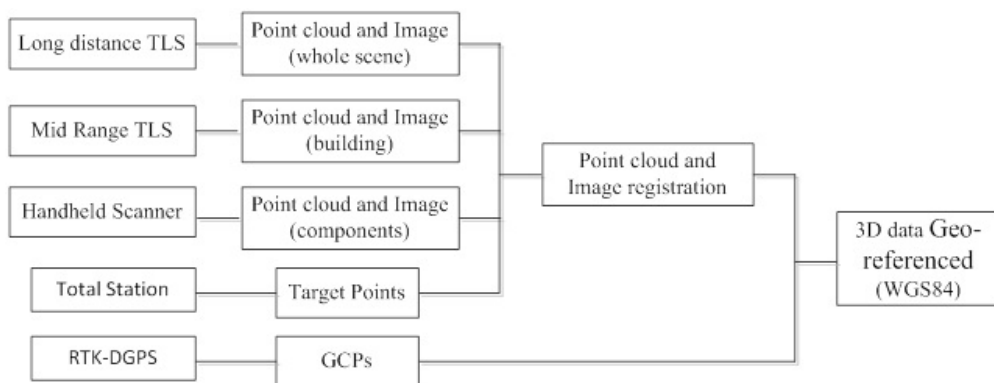 Long distance TLS
Point cloud and Image
(whole scene)
Mid Range TLS
Point cloud and Image
(building)
Handheld Scanner
Point cloud and Image
(components)
Total Station
Target Points
RTK-DGPS
GCPs
Point cloud and
Image registration
3D data Geo-
referenced
(WGS84)